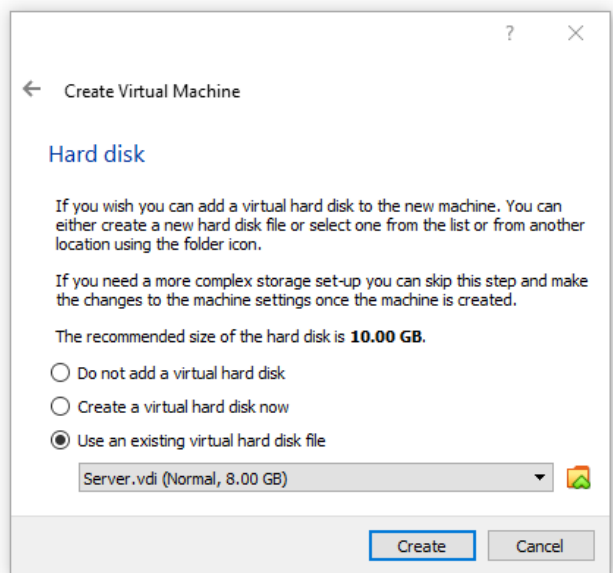 ?
Create Virtual Machine
Hard disk
If you wish you can add a virtual hard disk to the new machine. You can
either create a new hard disk file or select one from the list or from another
location using the folder icon.
If you need a more complex storage set-up you can skip this step and make
the changes to the machine settings once the machine is created.
The recommended size of the hard disk is 10.00 GB.
Do not add a virtual hard disk
Create a virtual hard disk now
Use an existing virtual hard disk file
Server.vdi (Normal, 8.00 GB)
Create Cancel